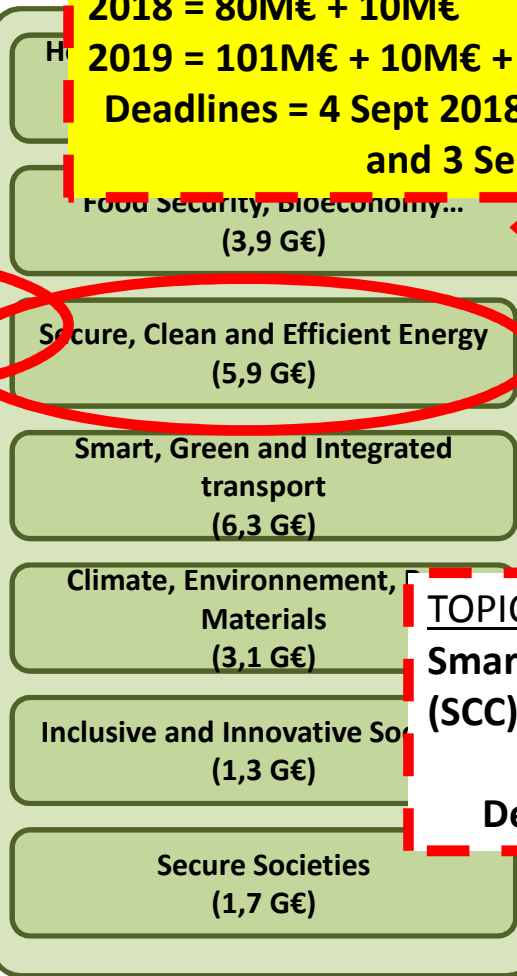 2018 = 80M€ + 10M€
2019 = 101M€ + 10M€ +
Deadlines = 4 Sept 2018
and 3 Se
Food Security, Bioeconomy…
(3,9 G€)
Secure, Clean and Efficient Energy
(5,9 G€)
Smart, Green and Integrated
transport
(6,3 G€)
Climate, Environnement,
Materials
(3,1 G€)
Inclusive and Innovative So
(1,3 G€)
Secure Societies
(1,7 G€)
TOPIC
Smar
(SCC)
De